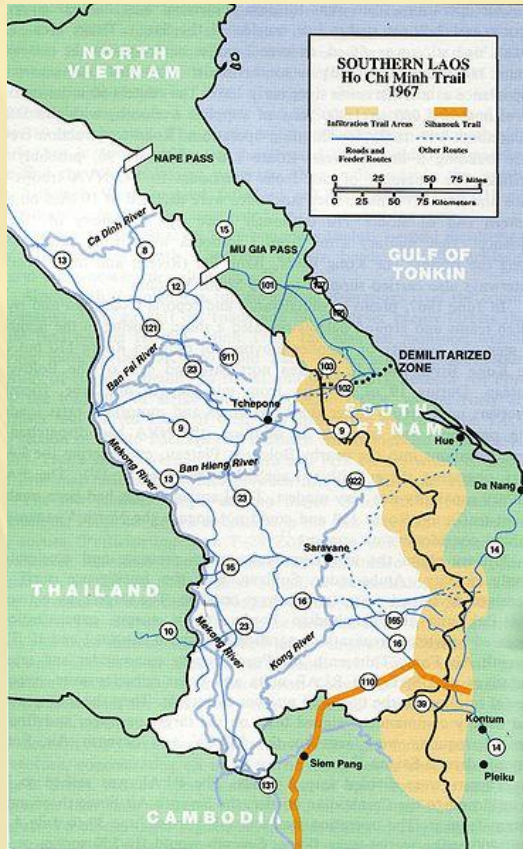 SOUTHERN LAOS
Ho Chi Minh Trail
1967
Infiltration Trail Areas
Sihanouk Trail
Roads and
Feeder Routes
Other Routes
0 25 50 75 Miles
0 25 50 75 Kilometers
NORTH
VIETNAM
NAPE PASS
Ca Dinh River
15
8
13
MU GIA PASS
GULF OF
TONKIN
12
101
121
911
Ban Fai River
23
103
DEMILITARIZED
ZONE
102
Tchepone
SOUTH
VIETNAM
9
9
Hue
Mekong River
Ban Hieng River
13
922
Da Nang
23
14
Saravane
16
THAILAND
16
165
10
23
16
Mekong River
Kong River
110
39
Kontum
14
Siem Pang
Pleiku
131
CAMBODIA